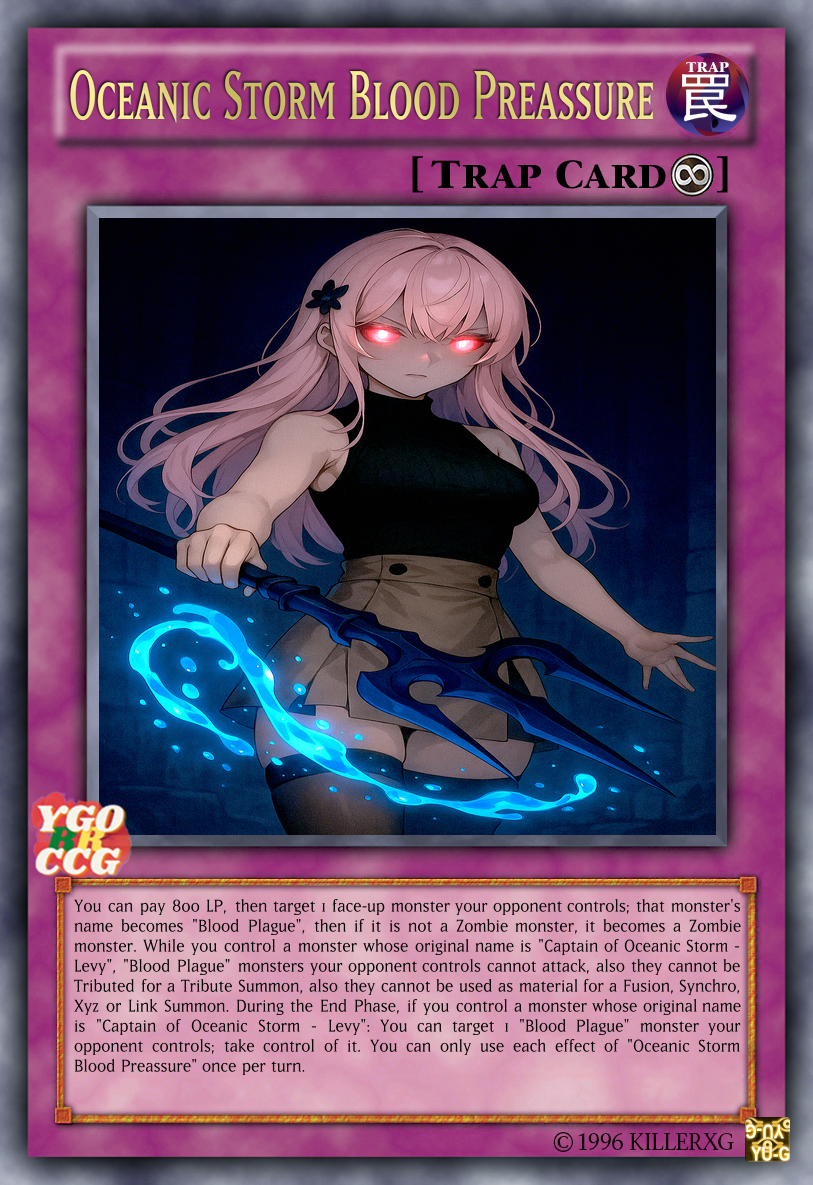 Oceanic Storm Blood Preassure
TRAP
罠
[Trap Card∞]
YGO
BR
CCG
You can pay 800 LP, then target 1 face-up monster your opponent controls; that monster's
name becomes "Blood Plague", then if it is not a Zombie monster, it becomes a Zombie
monster. While you control a monster whose original name is "Captain of Oceanic Storm -
Levy", "Blood Plague" monsters your opponent controls cannot attack, also they cannot be
Tributed for a Tribute Summon, also they cannot be used as material for a Fusion, Synchro,
Xyz or Link Summon. During the End Phase, if you control a monster whose original name
is "Captain of Oceanic Storm - Levy": You can target 1 "Blood Plague" monster your
opponent controls; take control of it. You can only use each effect of "Oceanic Storm
Blood Preassure" once per turn.
© 1996 KILLERXG
YU-G